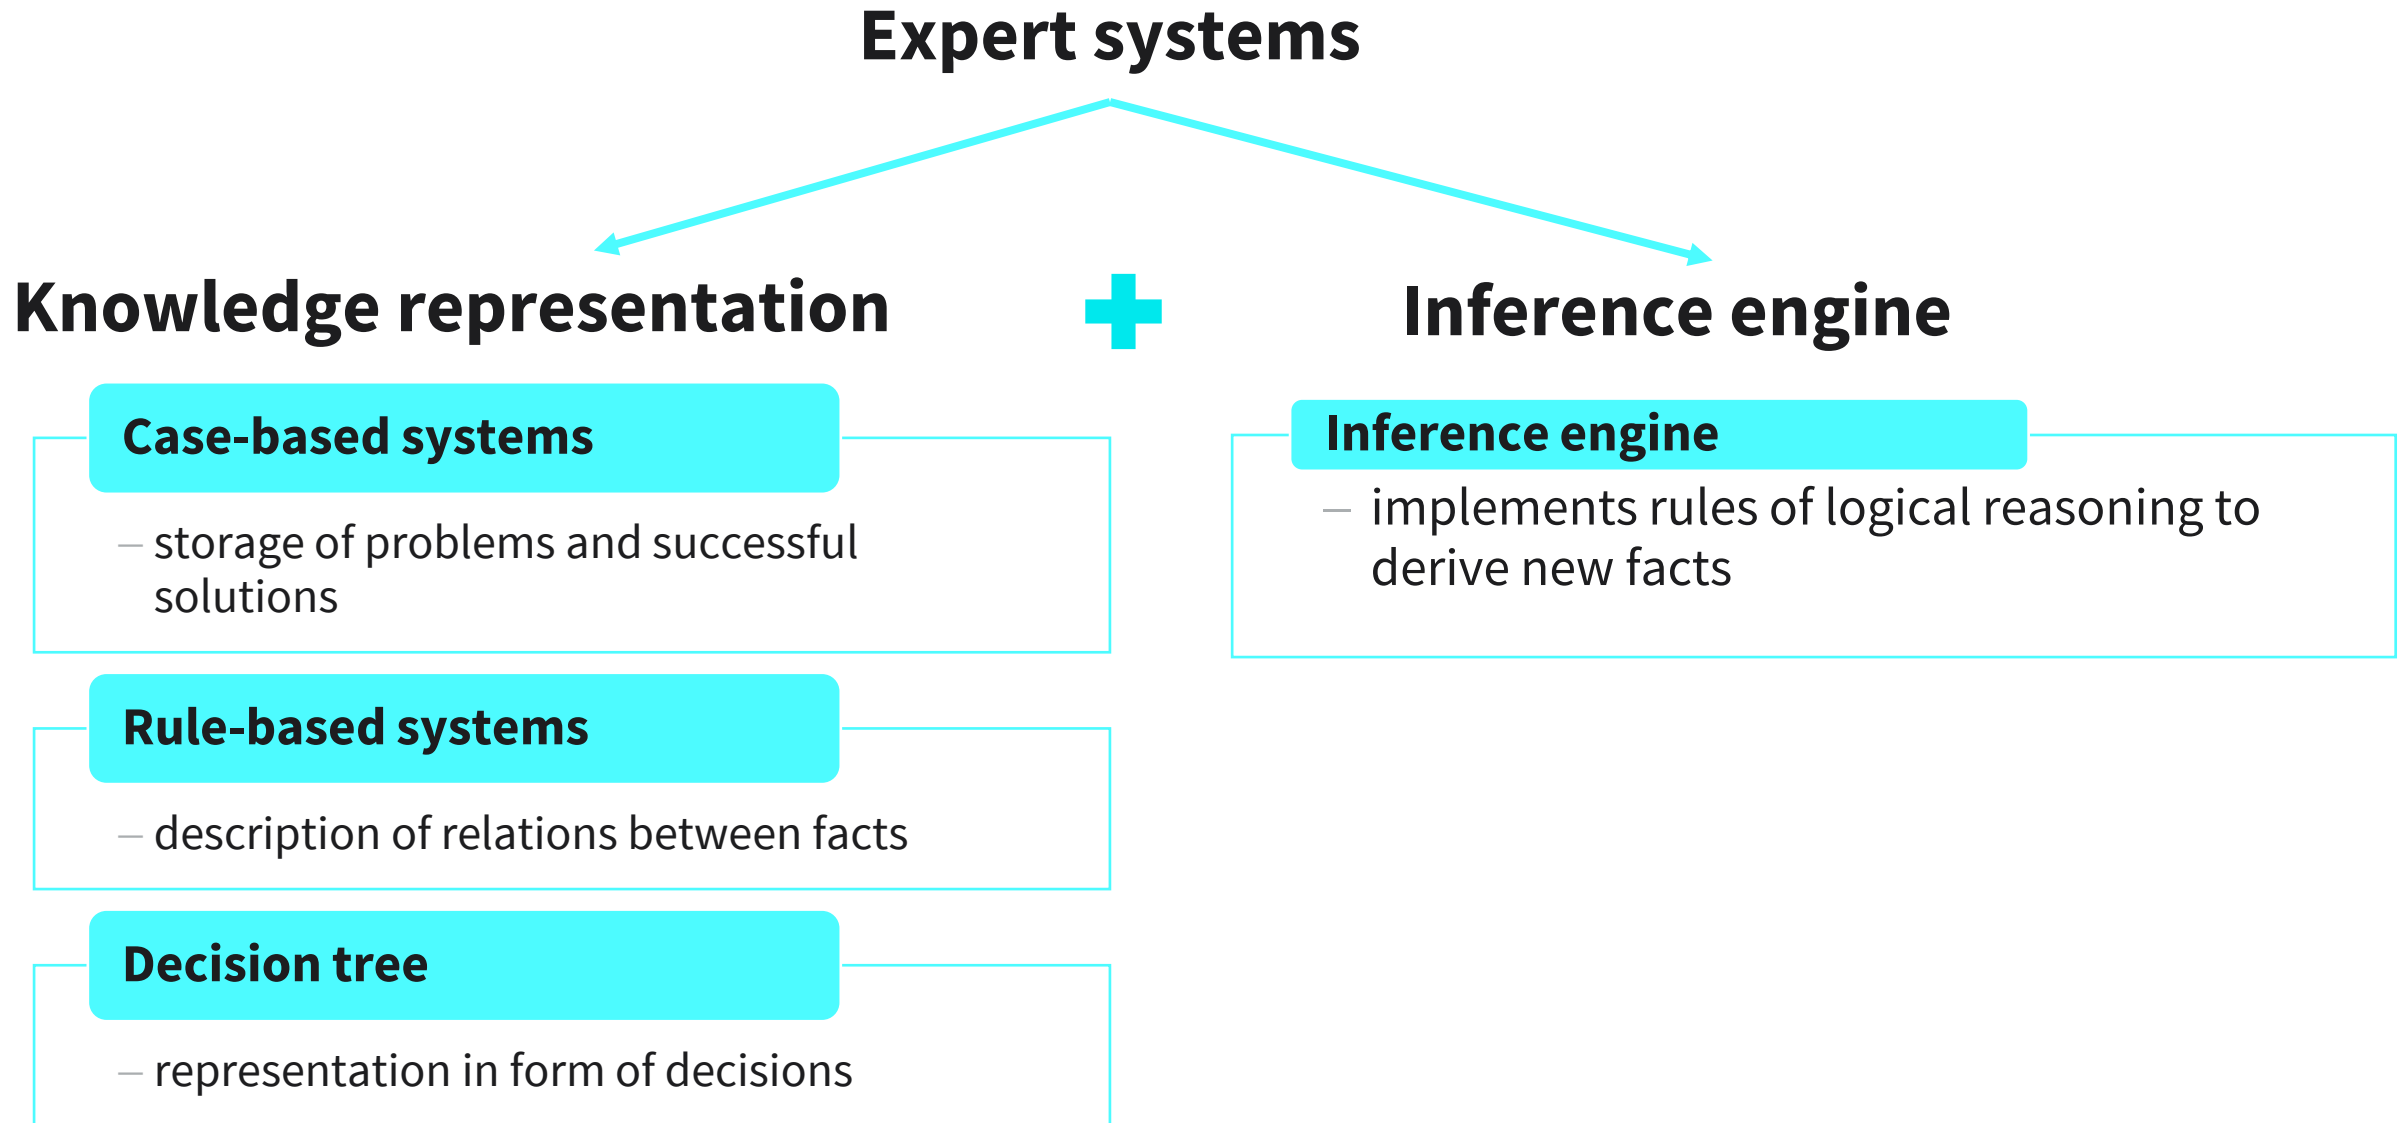 Expert systems
Knowledge representation
Inference engine
Case-based systems
– storage of problems and successful
solutions
Rule-based systems
– description of relations between facts
Decision tree
– representation in form of decisions
Inference engine
– implements rules of logical reasoning to
derive new facts